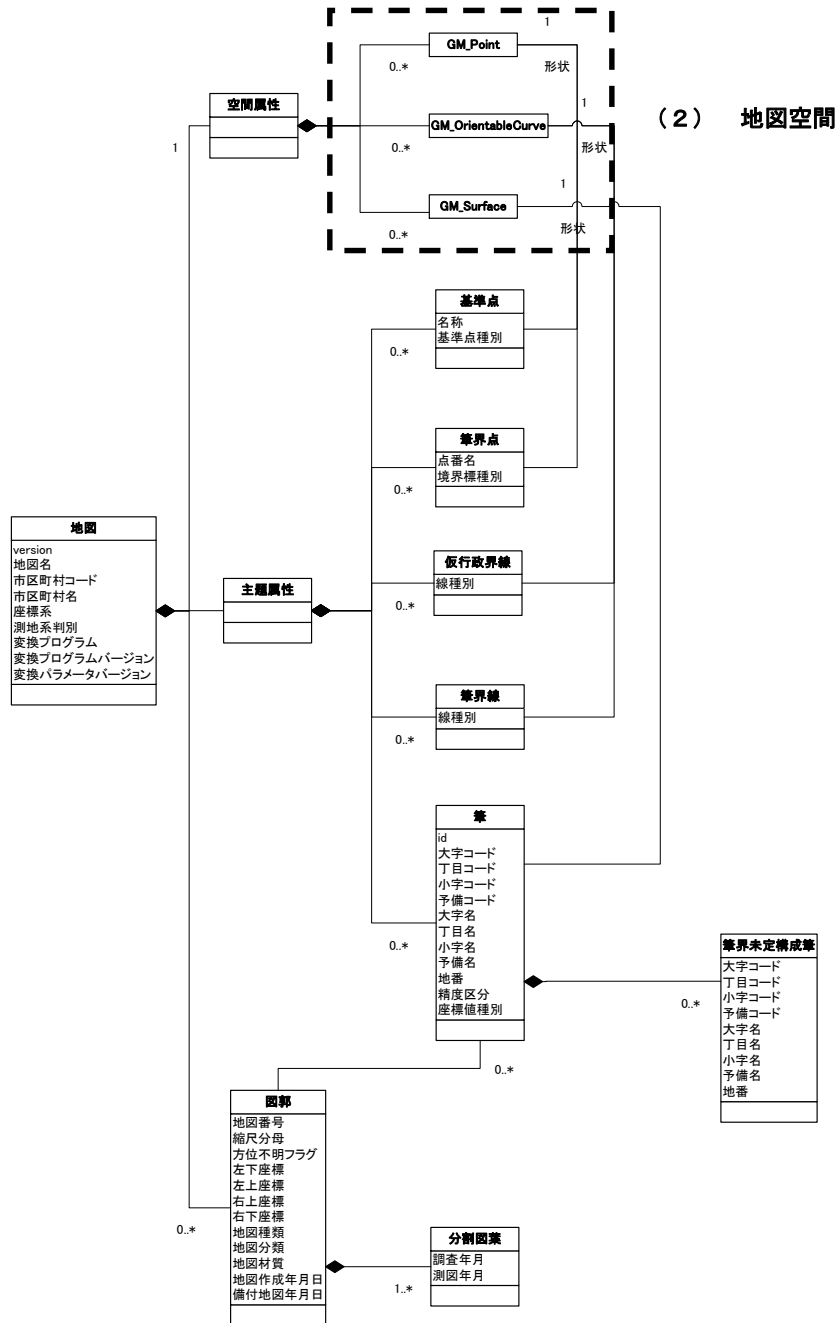 1
GM_Point
0..*
形状
空間属性
1
1
GM_OrientableCurve
0..*
形状
(２) 地図空間
1
GM_Surface
0..*
形状
基準点
名称
基準点種別
0..*
筆界点
点番名
境界標種別
0..*
地図
version
地図名
市区町村コード
市区町村名
座標系
測地系判別
変換プログラム
変換プログラムバージョン
変換パラメータバージョン
主題属性
仮行政界線
線種別
0..*
筆界線
線種別
0..*
筆
id
大字コード
丁目コード
小字コード
予備コード
大字名
丁目名
小字名
予備名
地番
精度区分
座標値種別
0..*
0..*
筆界未定構成筆
大字コード
丁目コード
小字コード
予備コード
大字名
丁目名
小字名
予備名
地番
0..*
図郭
地図番号
縮尺分母
方位不明フラグ
左下座標
左上座標
右上座標
右下座標
地図種類
地図分類
地図材質
地図作成年月日
備付地図年月日
0..*
分割図葉
調査年月
測図年月
1..*